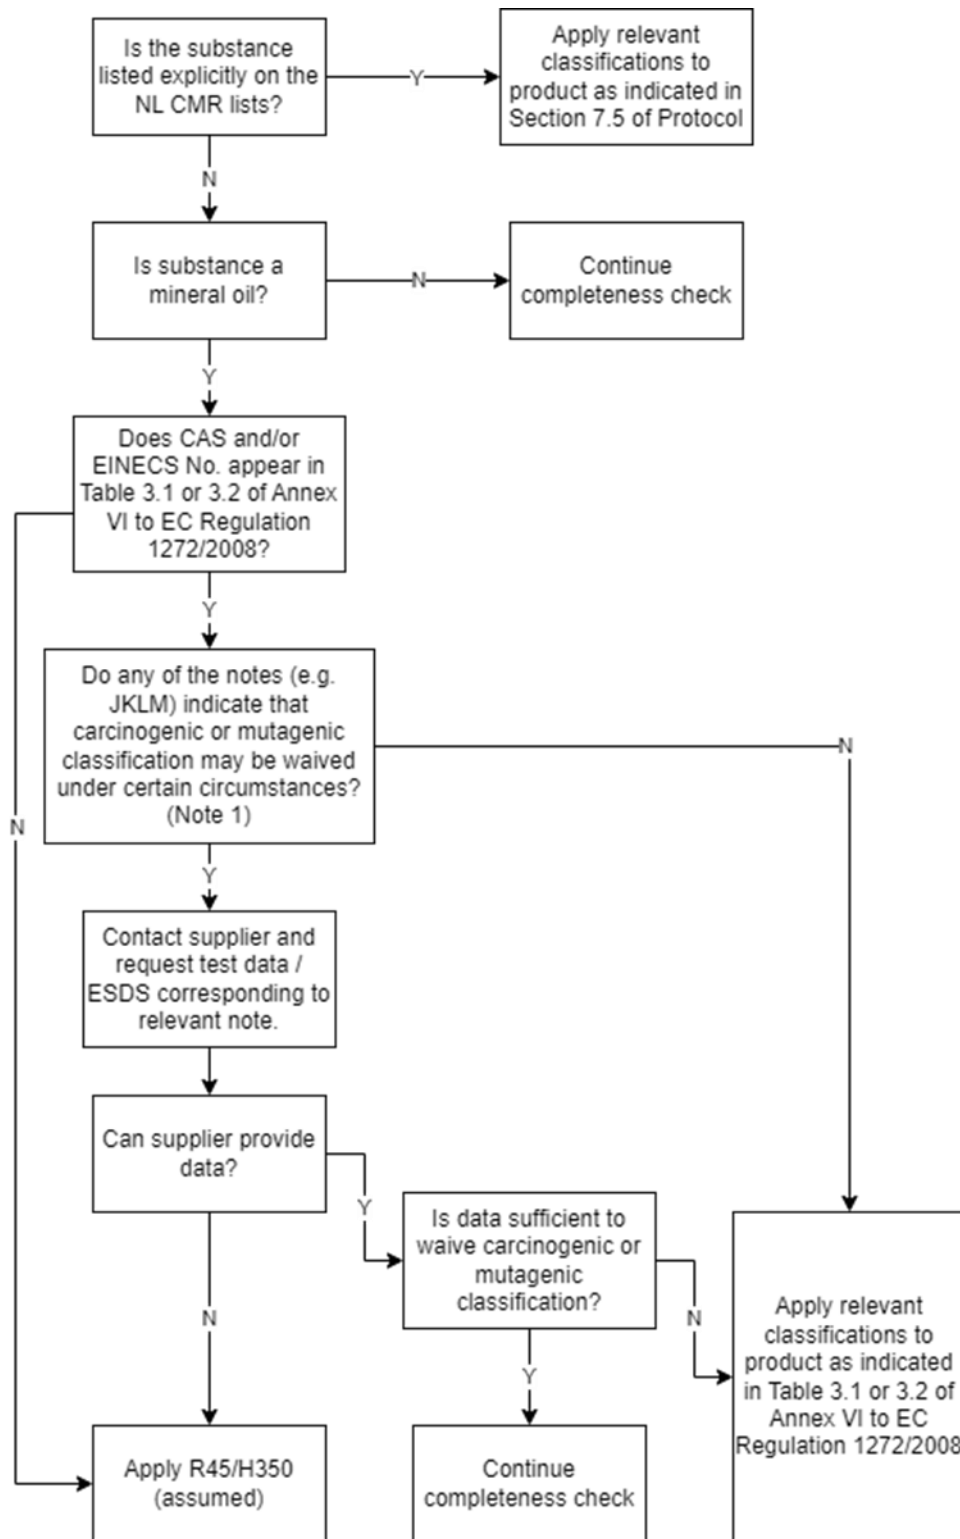 Is the substance
listed explicitly on the
NL CMR lists?
Y
Apply relevant
classifications to
product as indicated in
Section 7.5 of Protocol
N
Is substance a
mineral oil?
N
Continue
completeness check
Y
Does CAS and/or
EINECS No. appear in
Table 3.1 or 3.2 of Annex
VI to EC Regulation
1272/2008?
Y
N
Do any of the notes (e.g.
JKLM) indicate that
carcinogenic or mutagenic
classification may be waived
under certain circumstances?
(Note 1)
N
Y
Contact supplier and
request test data /
ESDS corresponding to
relevant note.
Can supplier provide
data?
Y
N
Is data sufficient to
waive carcinogenic or
mutagenic
classification?
N
Y
Apply relevant
classifications to
product as indicated
in Table 3.1 or 3.2 of
Annex VI to EC
Regulation 1272/2008
Apply R45/H350
(assumed)
Continue
completeness check